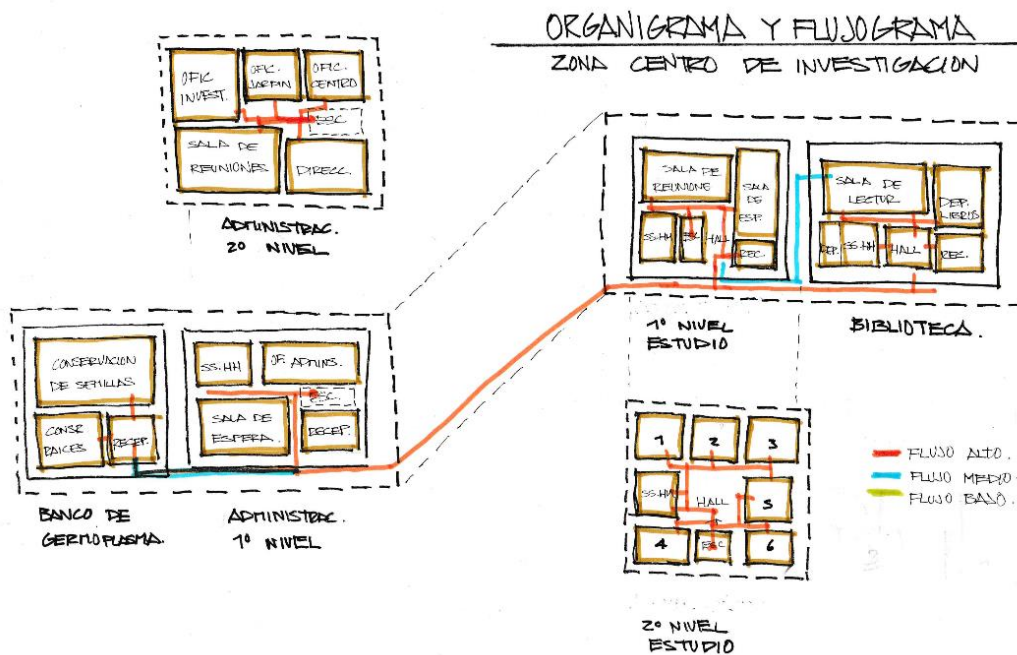 ORGANIGRAMA Y FLUJOGRAMA
ZONA CENTRO DE INVESTIGACION
OFIC
INVEST.
OFIC.
JARDIN
OFIC.
CENTRO
ESC.
SALA DE
REUNIONES
DIRECC.
ADMINISTRAC.
2º NIVEL
SALA DE
REUNIONE
SALA
DE
ESP.
SS.HH
ESC
HALL
REC.
1º NIVEL
ESTUDIO
SALA DE
LECTUR
DEP.
LIBROS
DEP.
SS.HH
HALL
REC.
BIBLIOTECA.
CONSERVACION
DE SEMILLAS
CONSR
RAICES
RECEP.
BANCO DE
GERMOPLASMA.
SS.HH
OF. ADMINS.
ESC.
SALA DE
ESPERA.
RECEP.
ADMINISTRAC.
1º NIVEL
1
2
3
SS.HH
HALL
5
4
ESC
6
2º NIVEL
ESTUDIO
FLUJO ALTO.
FLUJO MEDIO.
FLUJO BAJO.